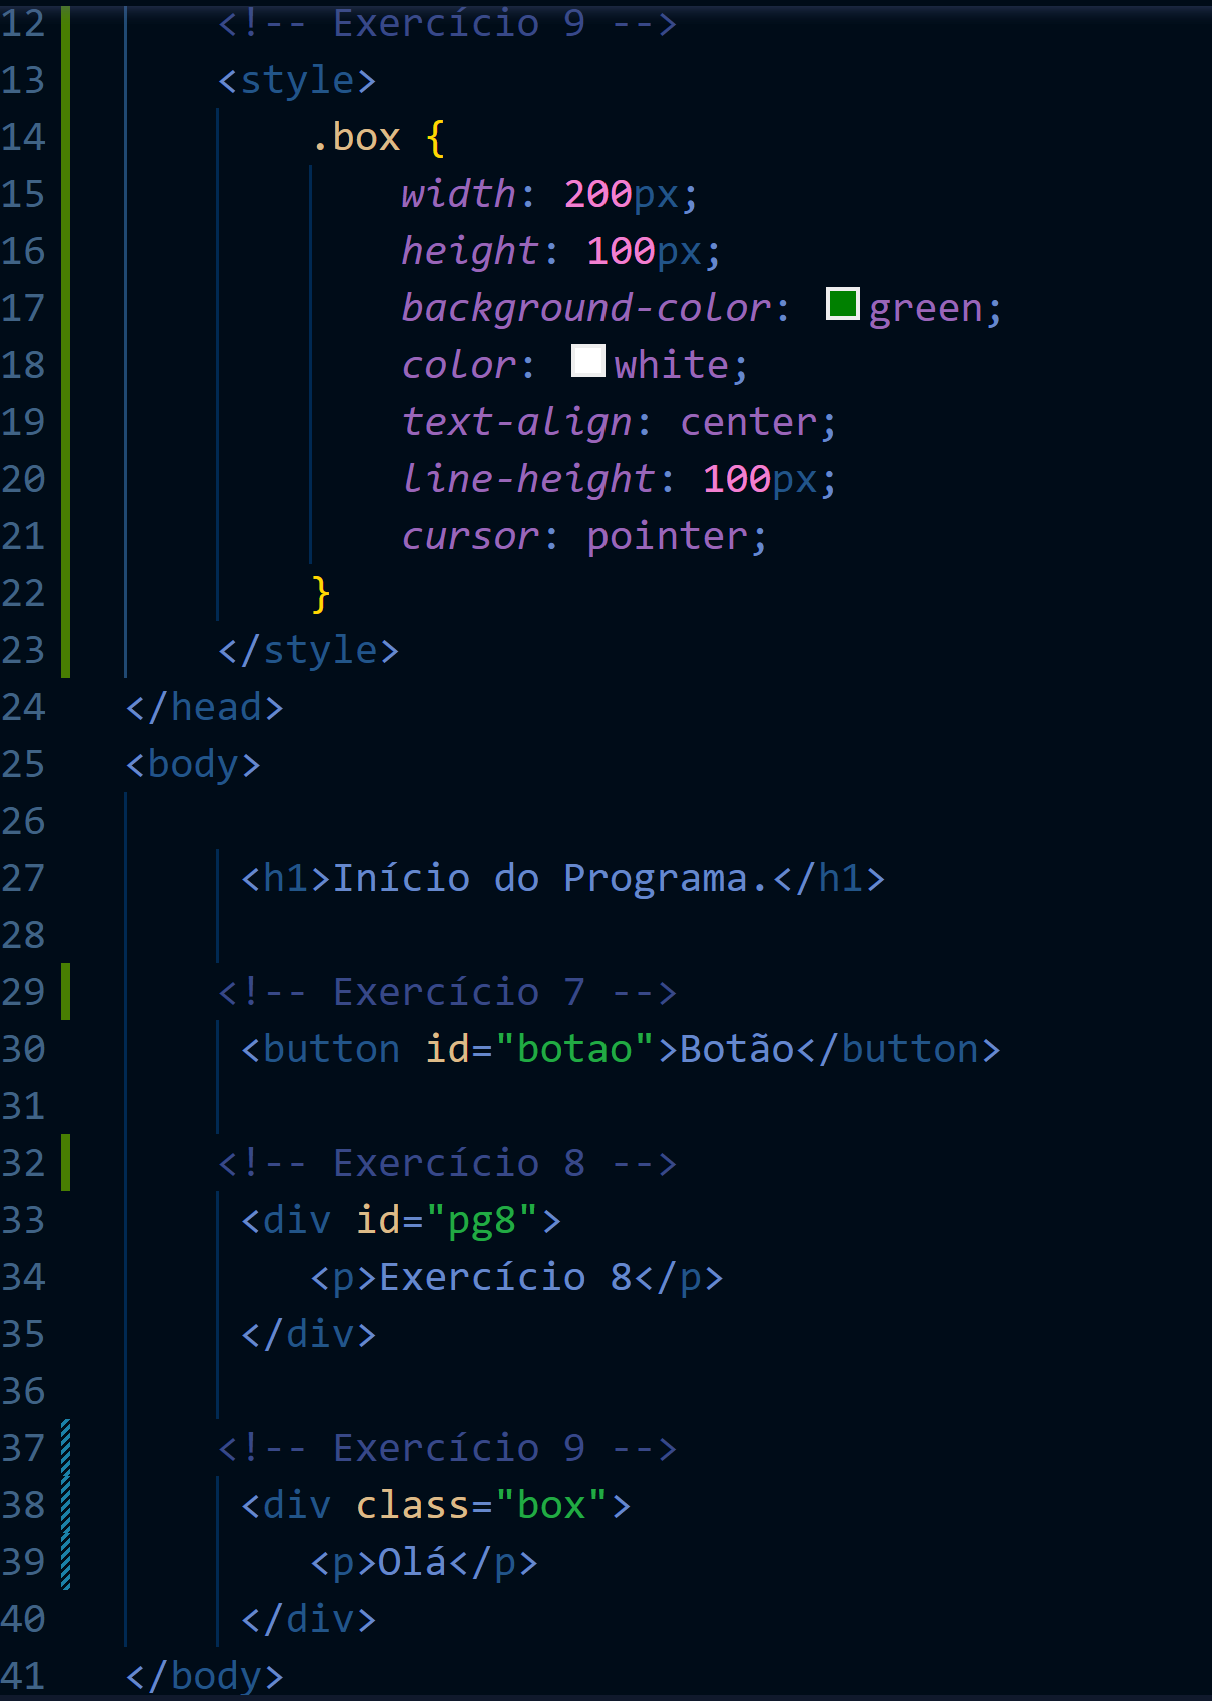 12 <!-- Exercício 9 -->
13 <style>
14 .box {
15 width: 200px;
16 height: 100px;
17 background-color: green;
18 color: white;
19 text-align: center;
20 line-height: 100px;
21 cursor: pointer;
22 }
23 </style>
24 </head>
25 <body>
26
27 <h1>Início do Programa.</h1>
28
29 <!-- Exercício 7 -->
30 <button id="botao">Botão</button>
31
32 <!-- Exercício 8 -->
33 <div id="pg8">
34 <p>Exercício 8</p>
35 </div>
36
37 <!-- Exercício 9 -->
38 <div class="box">
39 <p>Olá</p>
40 </div>
41 </body>